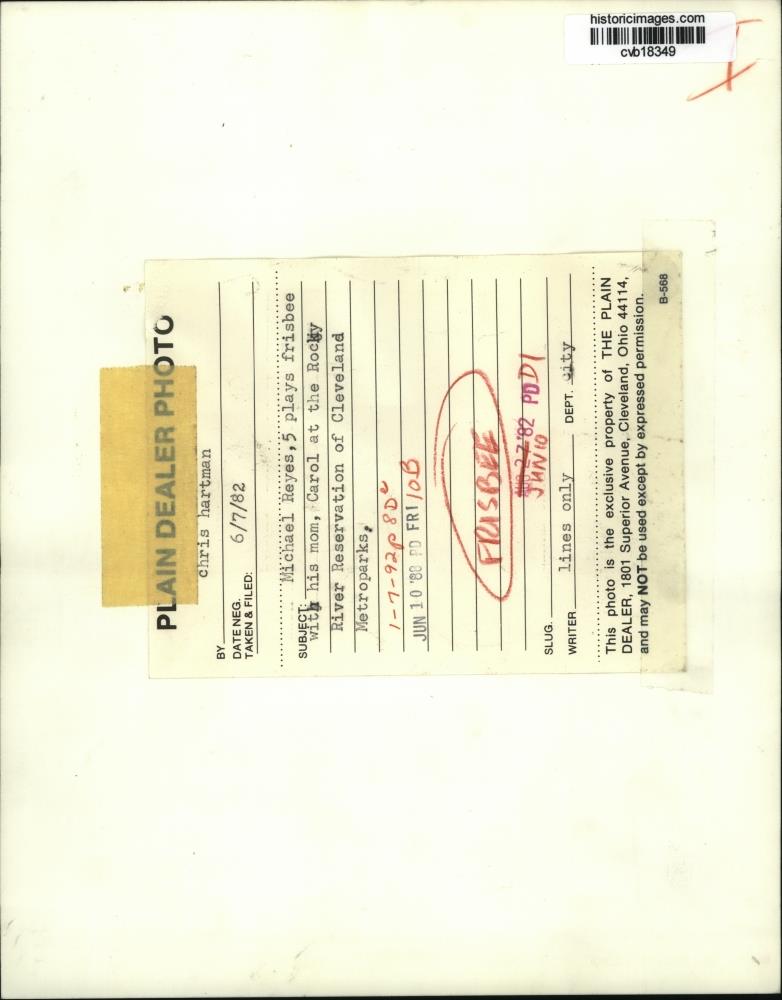 historicimages.com
cvb18349
PLAIN DEALER PHOTO
chris hartman
BY
DATE NEG. 6/7/82
TAKEN & FILED:
Michael Reyes, 5 plays frisbee
SUBJECT:
with his mom, Carol at the Rocky
River Reservation of Cleveland
Metroparks.
1-7-92p 8Dc
JUN 10 '88 PD FRI 10B
FRISBEE
27 '82 PD D1
JUN 10
SLUG
WRITER lines only DEPT. city
This photo is the exclusive property of THE PLAIN
DEALER, 1801 Superior Avenue, Cleveland, Ohio 44114,
and may NOT be used except by expressed permission.
B-568